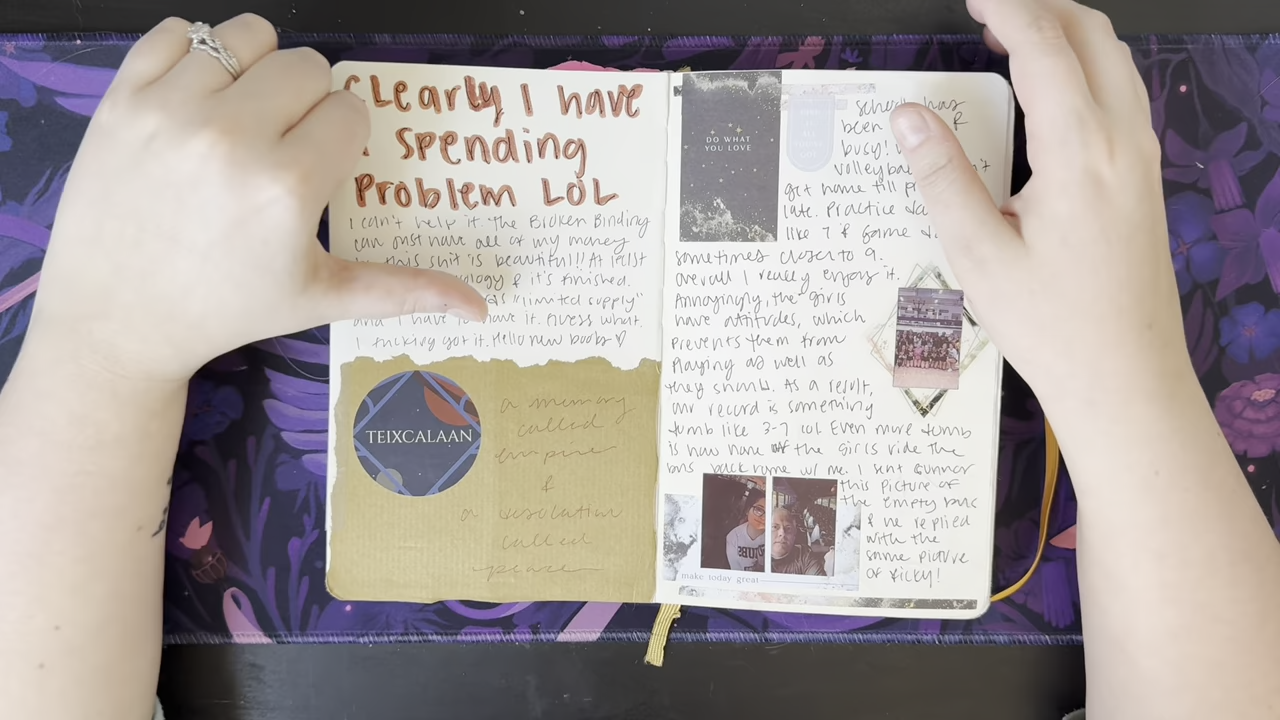 Clearly I have
Spending
Problem LOL
I can't help it. The Broken Binding
can just have all of my money
this shit is beautiful!!! At least
ology & it's finished.
as "limited supply"
and I have to have it. Guess what.
I fucking got it. Hello new books ♡
TEIXCALAAN
a memory
called
empire
&
a desolation
called
peace
DO WHAT
YOU LOVE
School has
been
busy!
volleyba
get home till
late. Practice
like 7 & game
sometimes closer to 9.
Overall I really enjoy it.
Annoyingly, the girls
have attitudes, which
prevents them from
playing as well as
they should. As a result,
our record is something
dumb like 3-7 lol. Even more dumb
is how none of the girls ride the
bus back home w/ me. I sent Gunnar
this picture of
the empty bus
& he replied
with the
same picture
of Ricky!
make today great